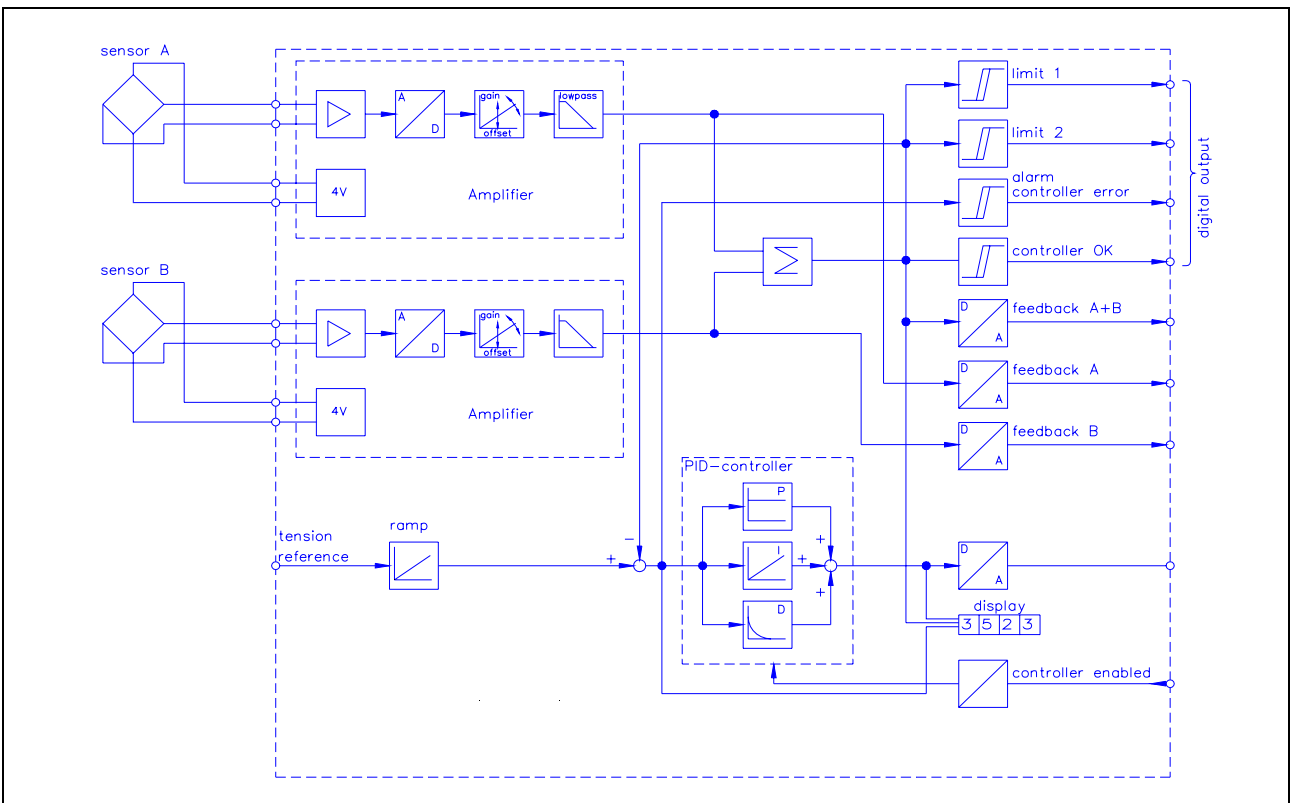 sensor A
A
D
gain
offset
lowpass
4V
Amplifier
sensor B
A
D
gain
offset
4V
Amplifier
limit 1
limit 2
alarm
controller error
controller OK
digital output
D
A
feedback A+B
D
A
feedback A
D
A
feedback B
PID-controller
P
I
D
tension
reference
ramp
-
+
+
+
+
D
A
display
3 5 2 3
controller enabled